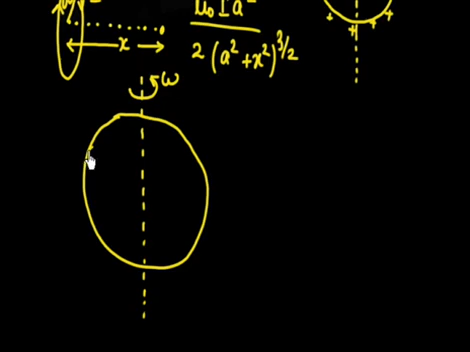 μ₀ I a²
x
2 (a² + x²)^3/2
+ + + +
ω